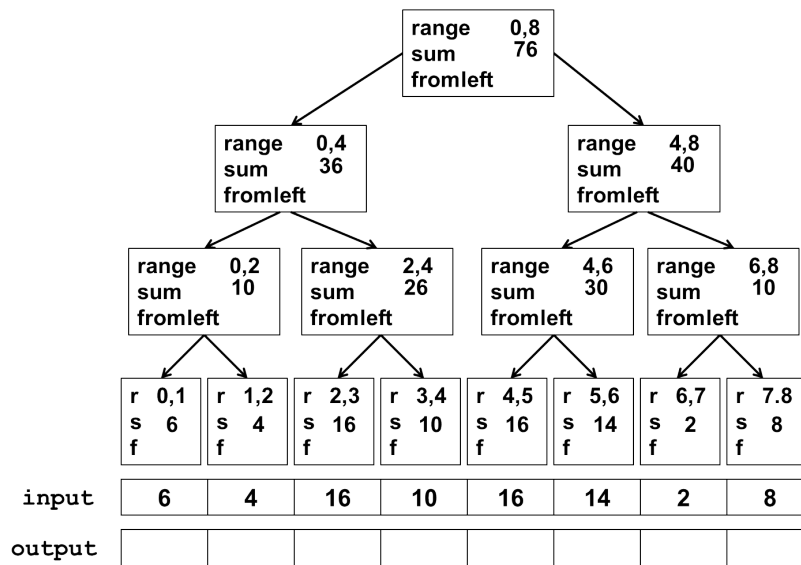 range 0,8
sum 76
fromleft
range 0,4
sum 36
fromleft
range 4,8
sum 40
fromleft
range 0,2
sum 10
fromleft
range 2,4
sum 26
fromleft
range 4,6
sum 30
fromleft
range 6,8
sum 10
fromleft
r 0,1
s 6
f
r 1,2
s 4
f
r 2,3
s 16
f
r 3,4
s 10
f
r 4,5
s 16
f
r 5,6
s 14
f
r 6,7
s 2
f
r 7.8
s 8
f
input 6 4 16 10 16 14 2 8
output